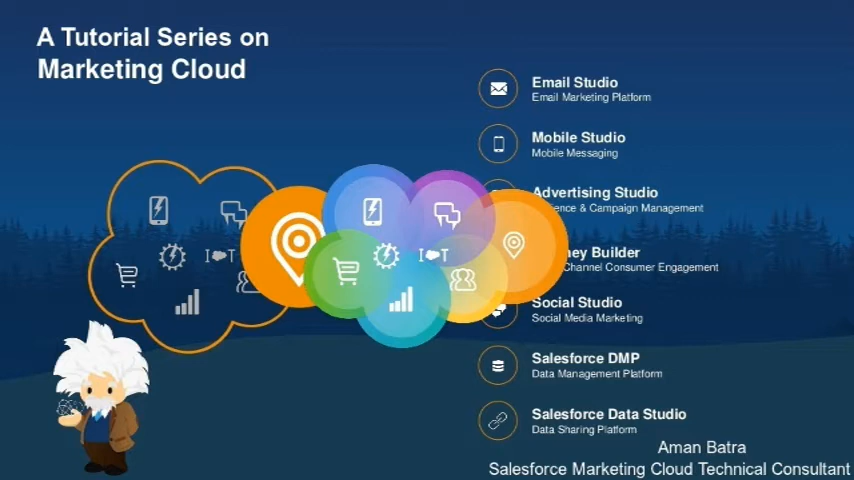 A Tutorial Series on
Marketing Cloud
Email Studio
Email Marketing Platform
Mobile Studio
Mobile Messaging
Advertising Studio
& Campaign Management
Builder
Channel Consumer Engagement
Social Studio
Social Media Marketing
Salesforce DMP
Data Management Platform
Salesforce Data Studio
Data Sharing Platform
Aman Batra
Salesforce Marketing Cloud Technical Consultant